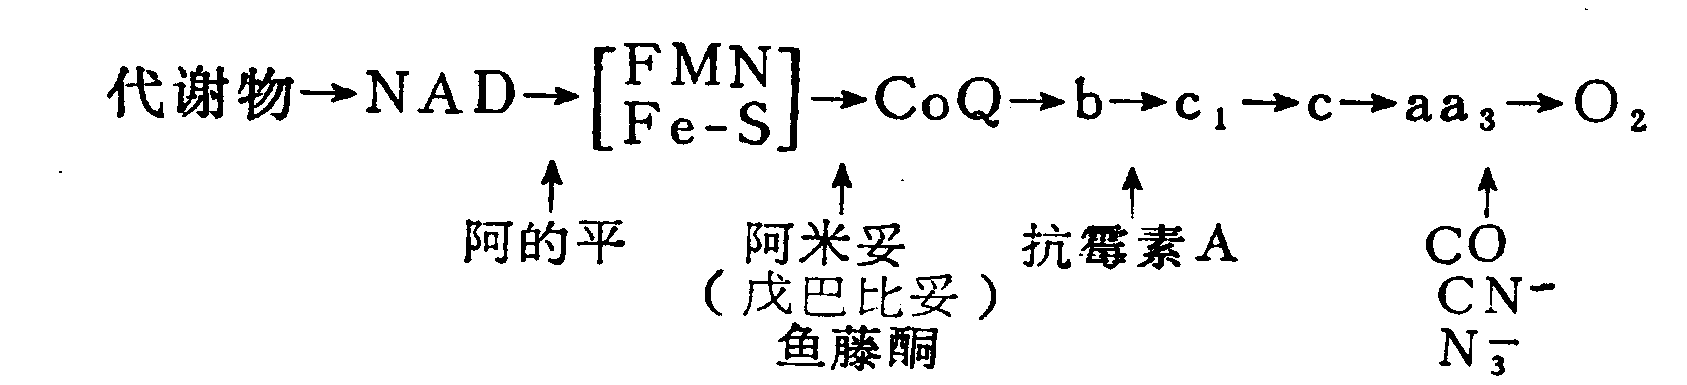 代谢物→NAD→[FMN Fe-S]→CoQ→b→c₁→c→aa₃→O₂
阿的平 阿米妥 抗霉素A CO
(戊巴比妥) CN⁻
鱼藤酮 N₃⁻